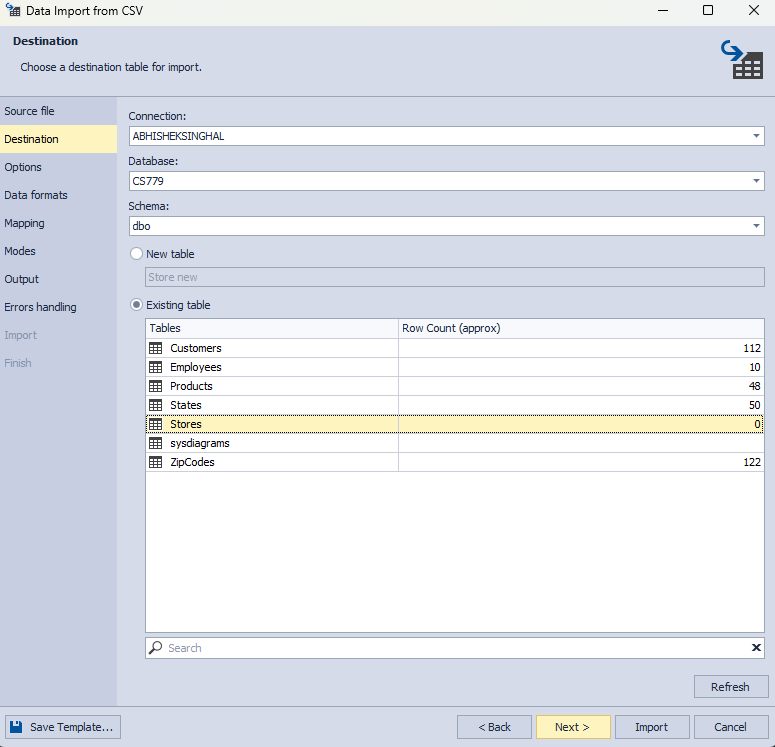 Data Import from CSV
Destination
Choose a destination table for import.
Source file
Destination
Options
Data formats
Mapping
Modes
Output
Errors handling
Import
Finish
Connection:
ABHISHEKSINGHAL
Database:
CS779
Schema:
dbo
New table
Store new
Existing table
Tables Row Count (approx)
Customers 112
Employees 10
Products 48
States 50
Stores 0
sysdiagrams
ZipCodes 122
Search
Refresh
Save Template... < Back Next > Import Cancel